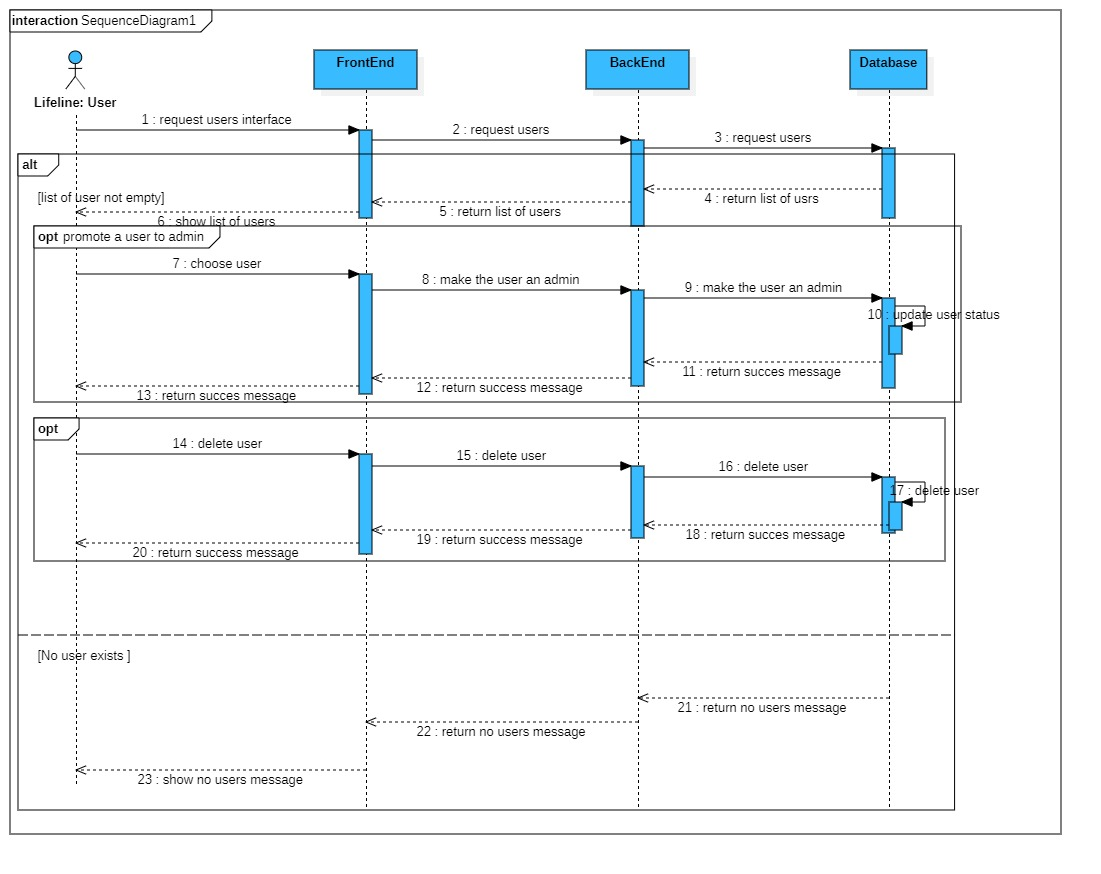 interaction SequenceDiagram1
FrontEnd
BackEnd
Database
Lifeline: User
1 : request users interface
2 : request users
3 : request users
alt
[list of user not empty]
4 : return list of usrs
5 : return list of users
6 : show list of users
opt promote a user to admin
7 : choose user
8 : make the user an admin
9 : make the user an admin
10 : update user status
11 : return succes message
12 : return success message
13 : return succes message
opt
14 : delete user
15 : delete user
16 : delete user
17 : delete user
18 : return succes message
19 : return success message
20 : return success message
[No user exists ]
21 : return no users message
22 : return no users message
23 : show no users message